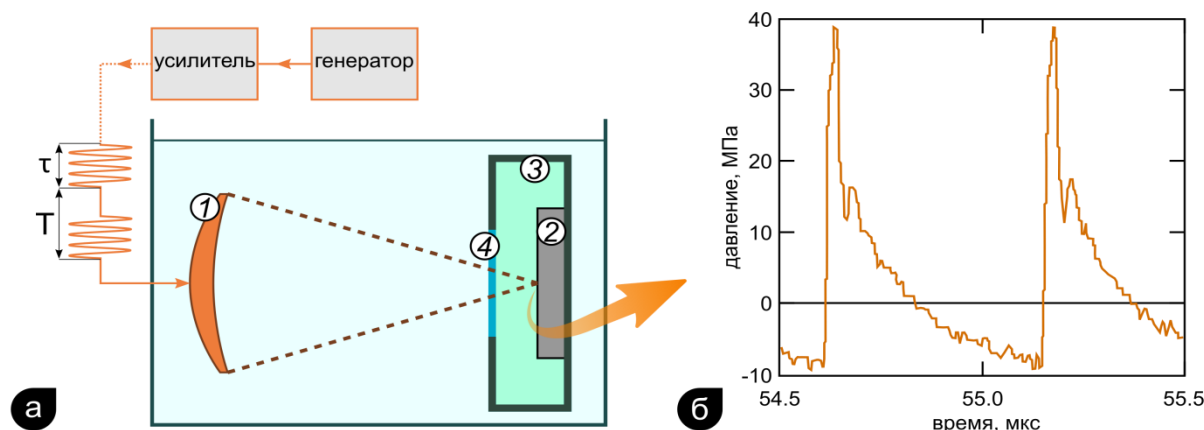 усилитель
генератор
τ
T
1
2
3
4
а
давление, МПа
40
30
20
10
0
-10
54.5
55.0
55.5
время, мкс
б